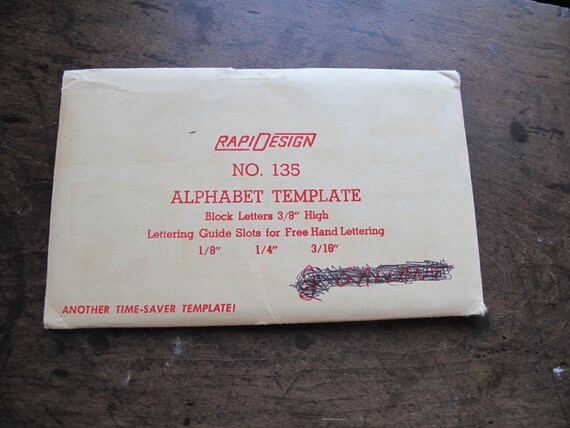 RAPIDESIGN
NO. 135
ALPHABET TEMPLATE
Block Letters 3/8" High
Lettering Guide Slots for Free Hand Lettering
1/8" 1/4" 3/16"
ANOTHER TIME-SAVER TEMPLATE!